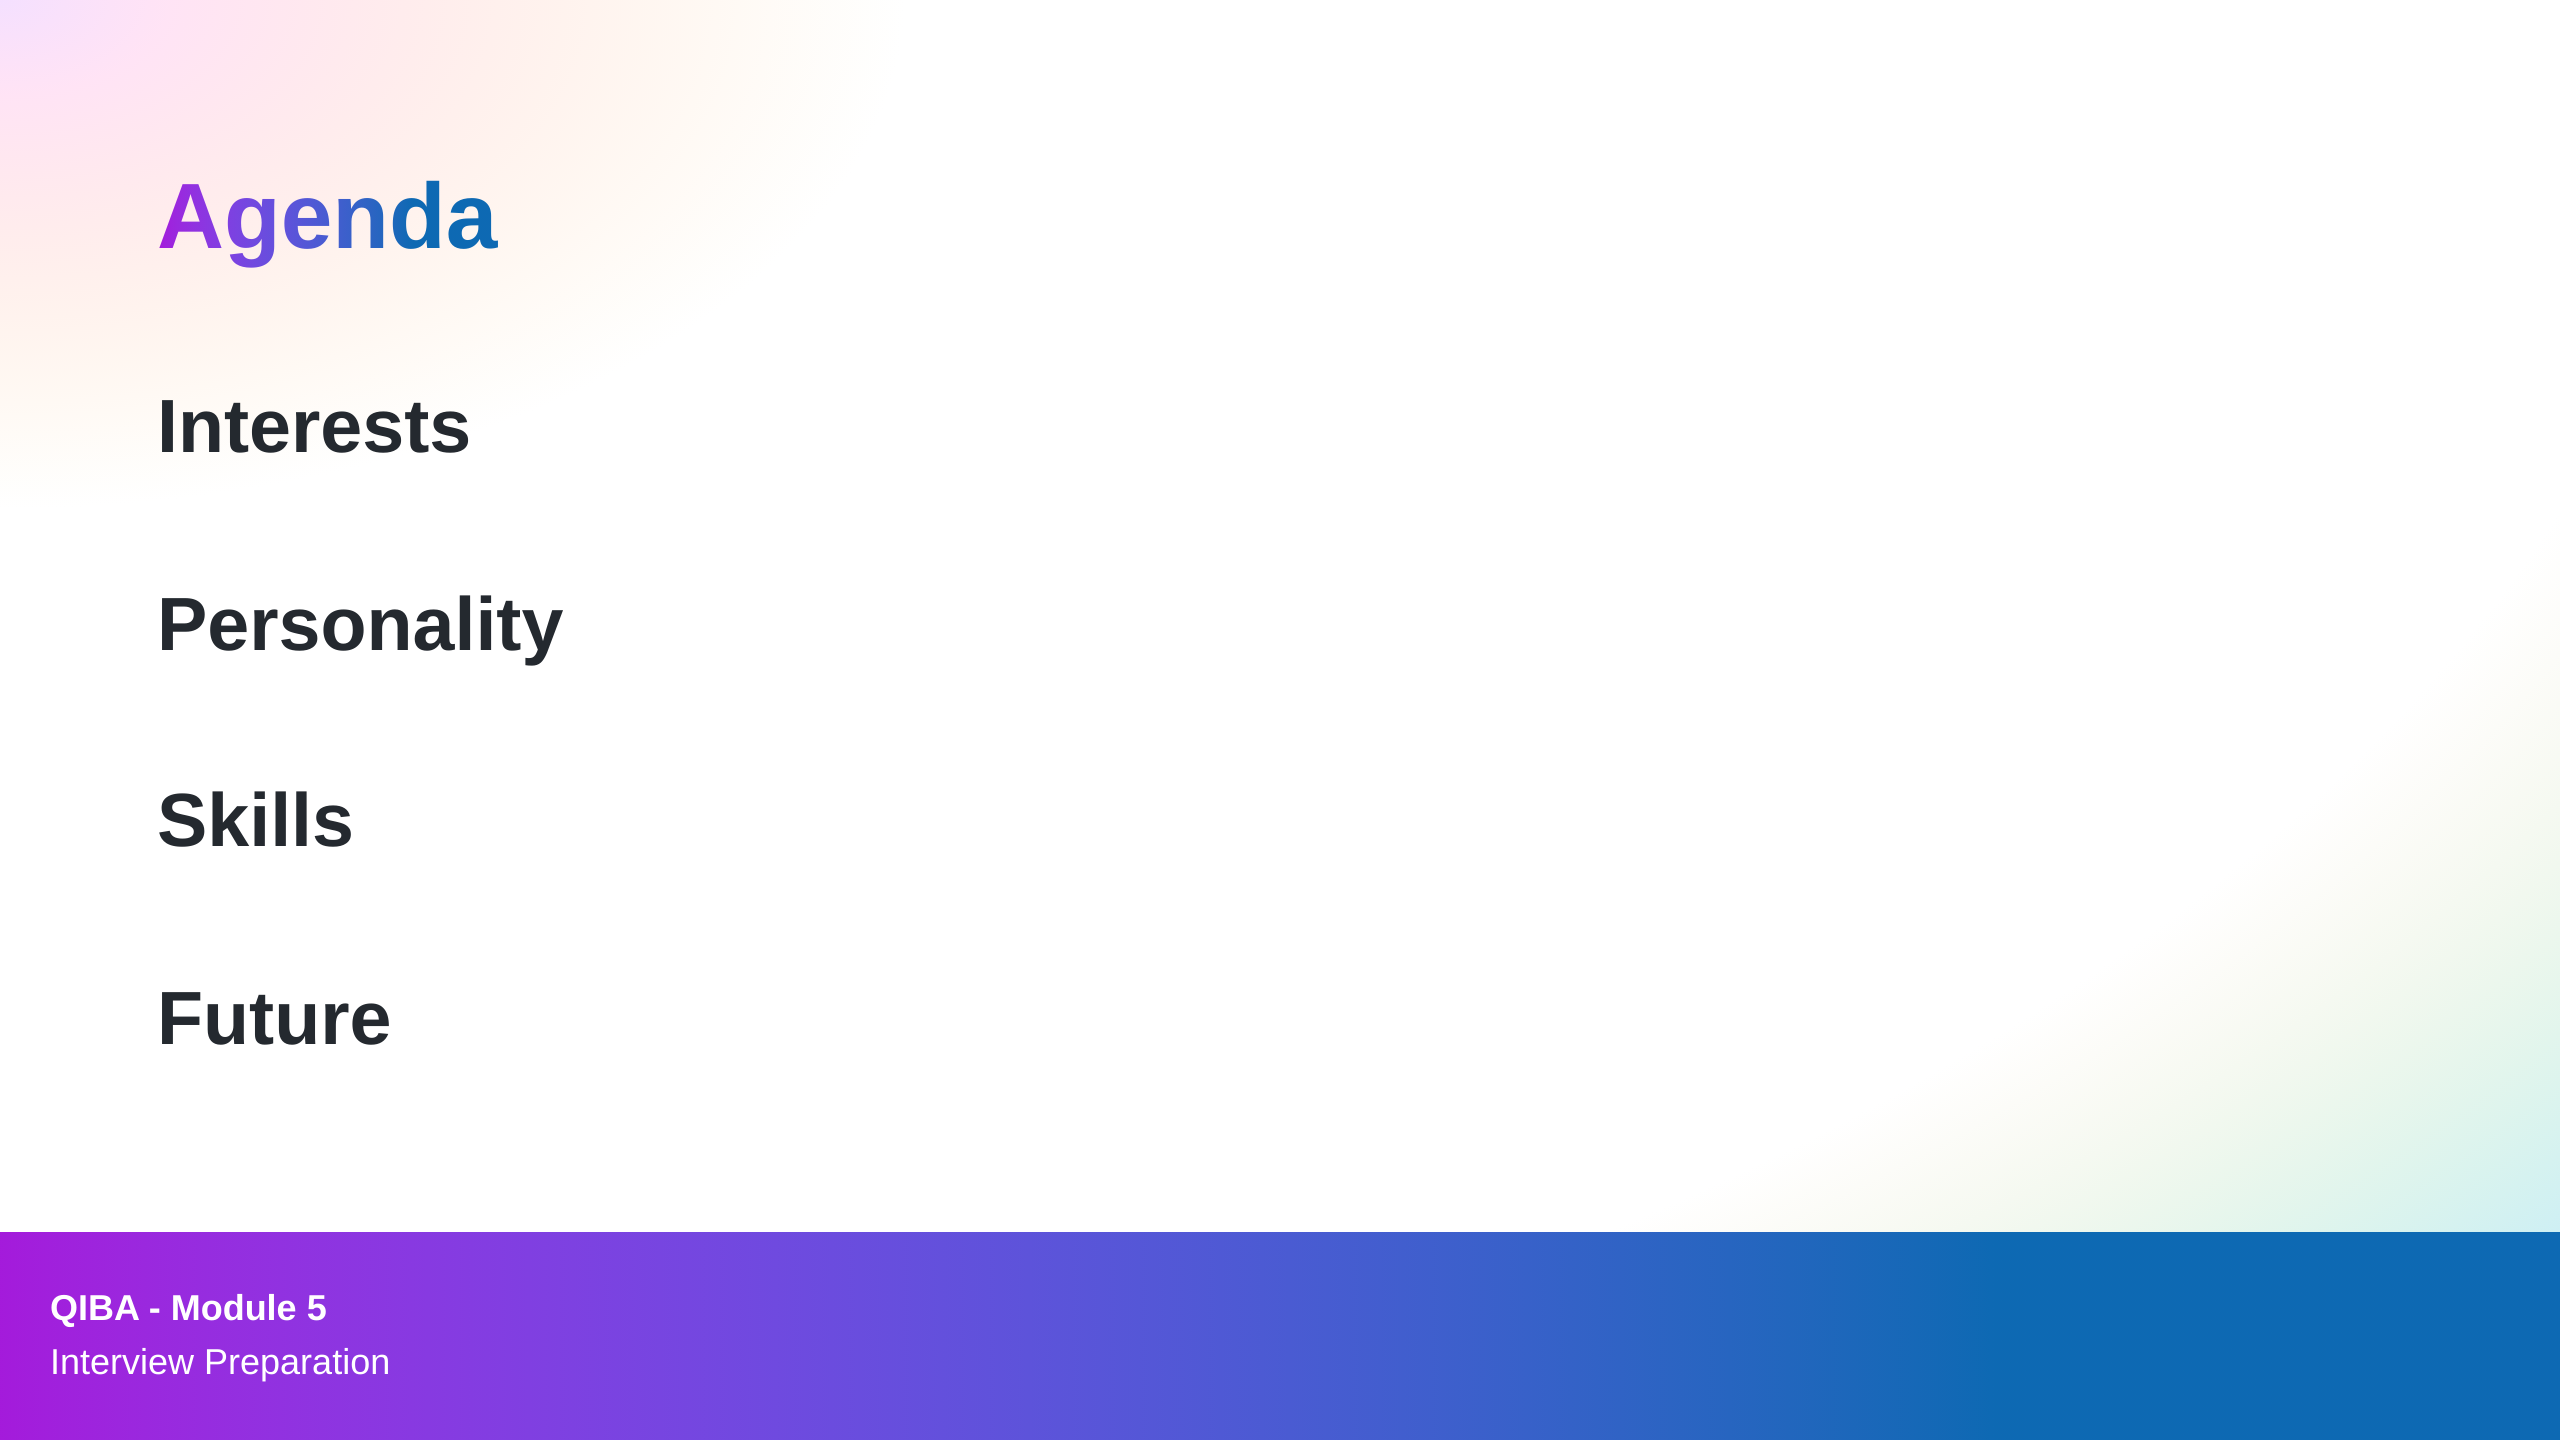 Agenda
Interests
Personality
Skills
Future
QIBA - Module 5
Interview Preparation